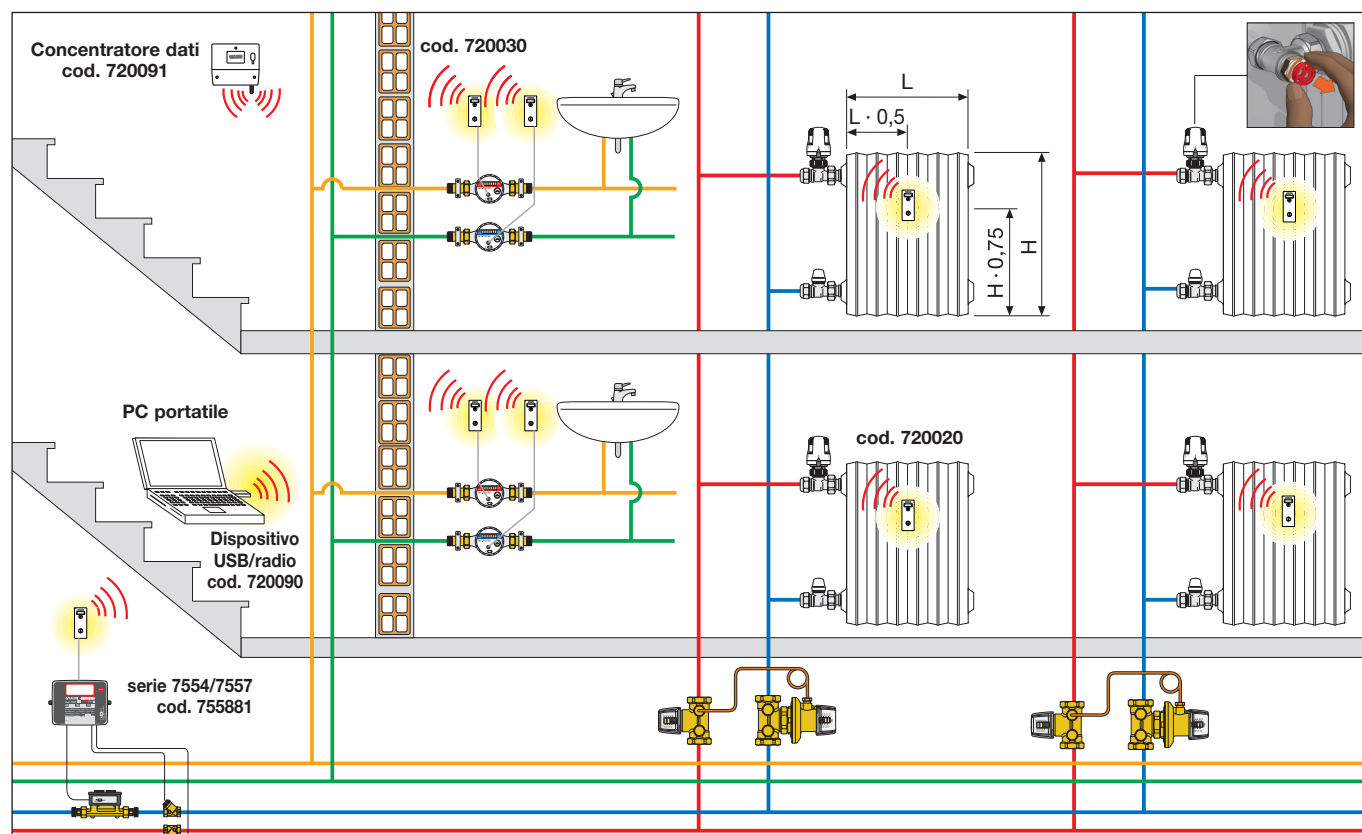 Concentratore dati
cod. 720091
cod. 720030
L
L · 0,5
H · 0,75
H
PC portatile
cod. 720020
Dispositivo
USB/radio
cod. 720090
serie 7554/7557
cod. 755881